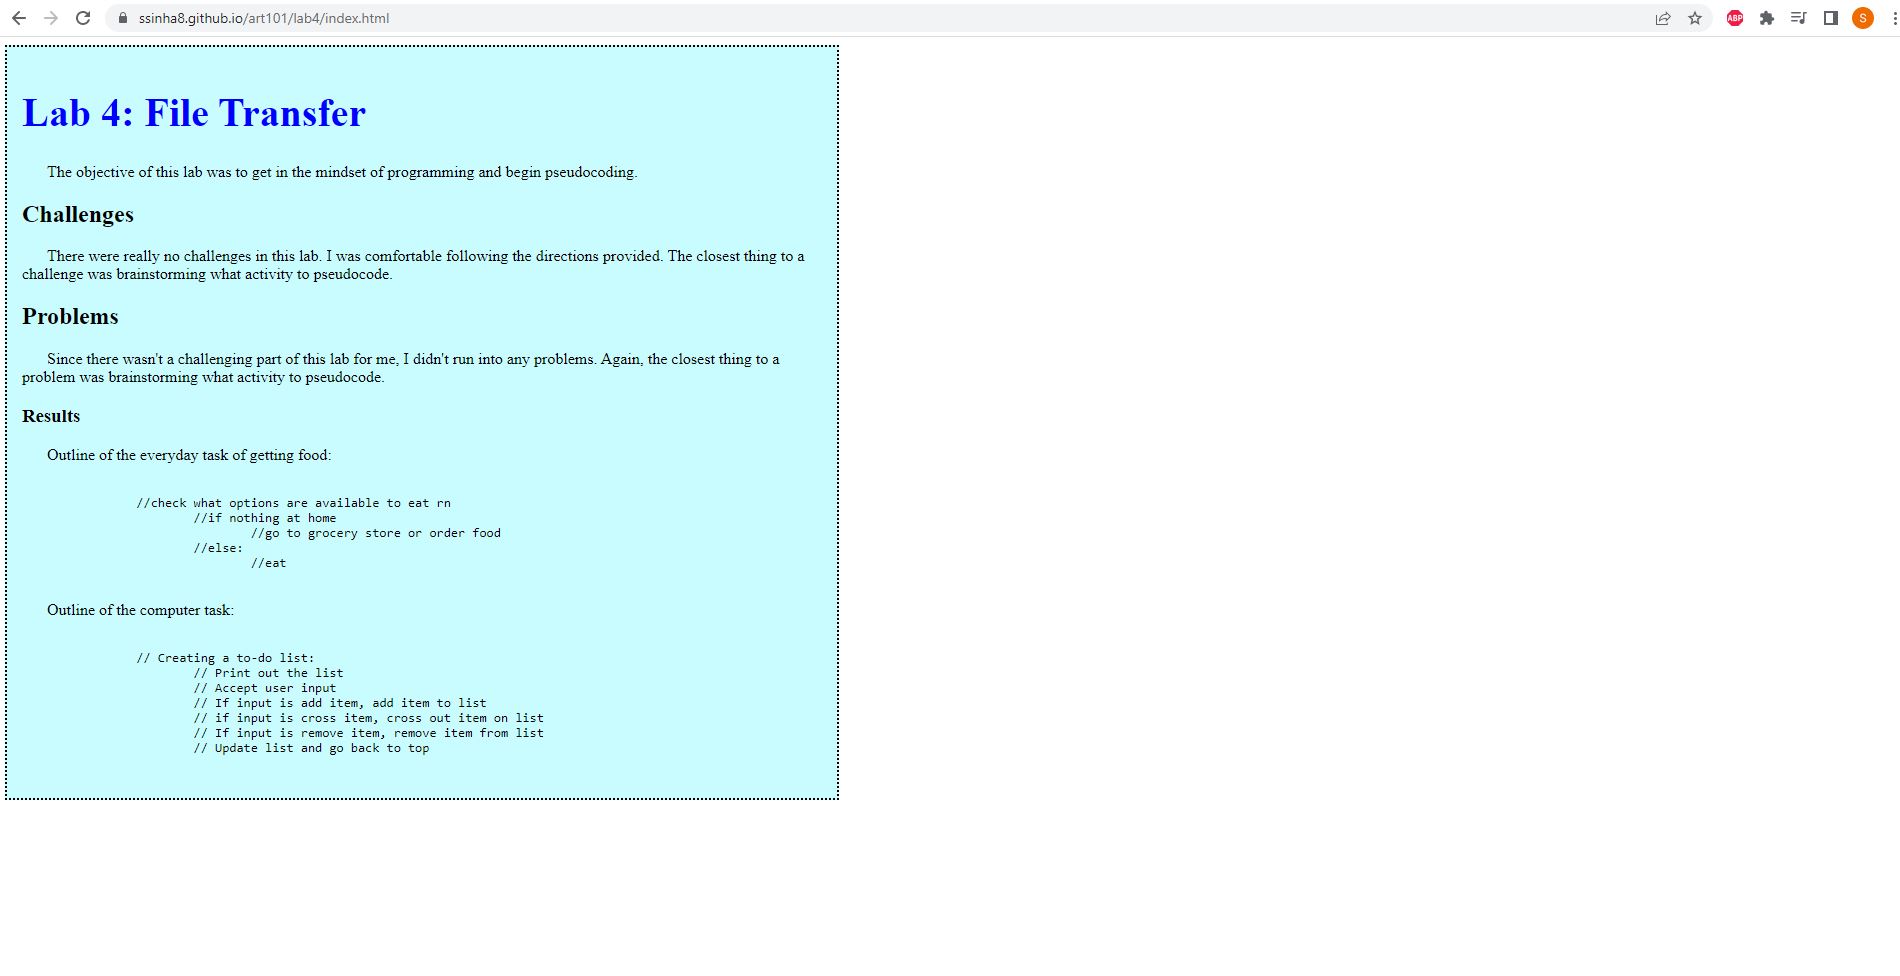 ssinha8.github.io/art101/lab4/index.html
ABP
S
Lab 4: File Transfer
The objective of this lab was to get in the mindset of programming and begin pseudocoding.
Challenges
There were really no challenges in this lab. I was comfortable following the directions provided. The closest thing to a
challenge was brainstorming what activity to pseudocode.
Problems
Since there wasn't a challenging part of this lab for me, I didn't run into any problems. Again, the closest thing to a
problem was brainstorming what activity to pseudocode.
Results
Outline of the everyday task of getting food:
//check what options are available to eat rn
//if nothing at home
//go to grocery store or order food
//else:
//eat
Outline of the computer task:
// Creating a to-do list:
// Print out the list
// Accept user input
// If input is add item, add item to list
// if input is cross item, cross out item on list
// If input is remove item, remove item from list
// Update list and go back to top